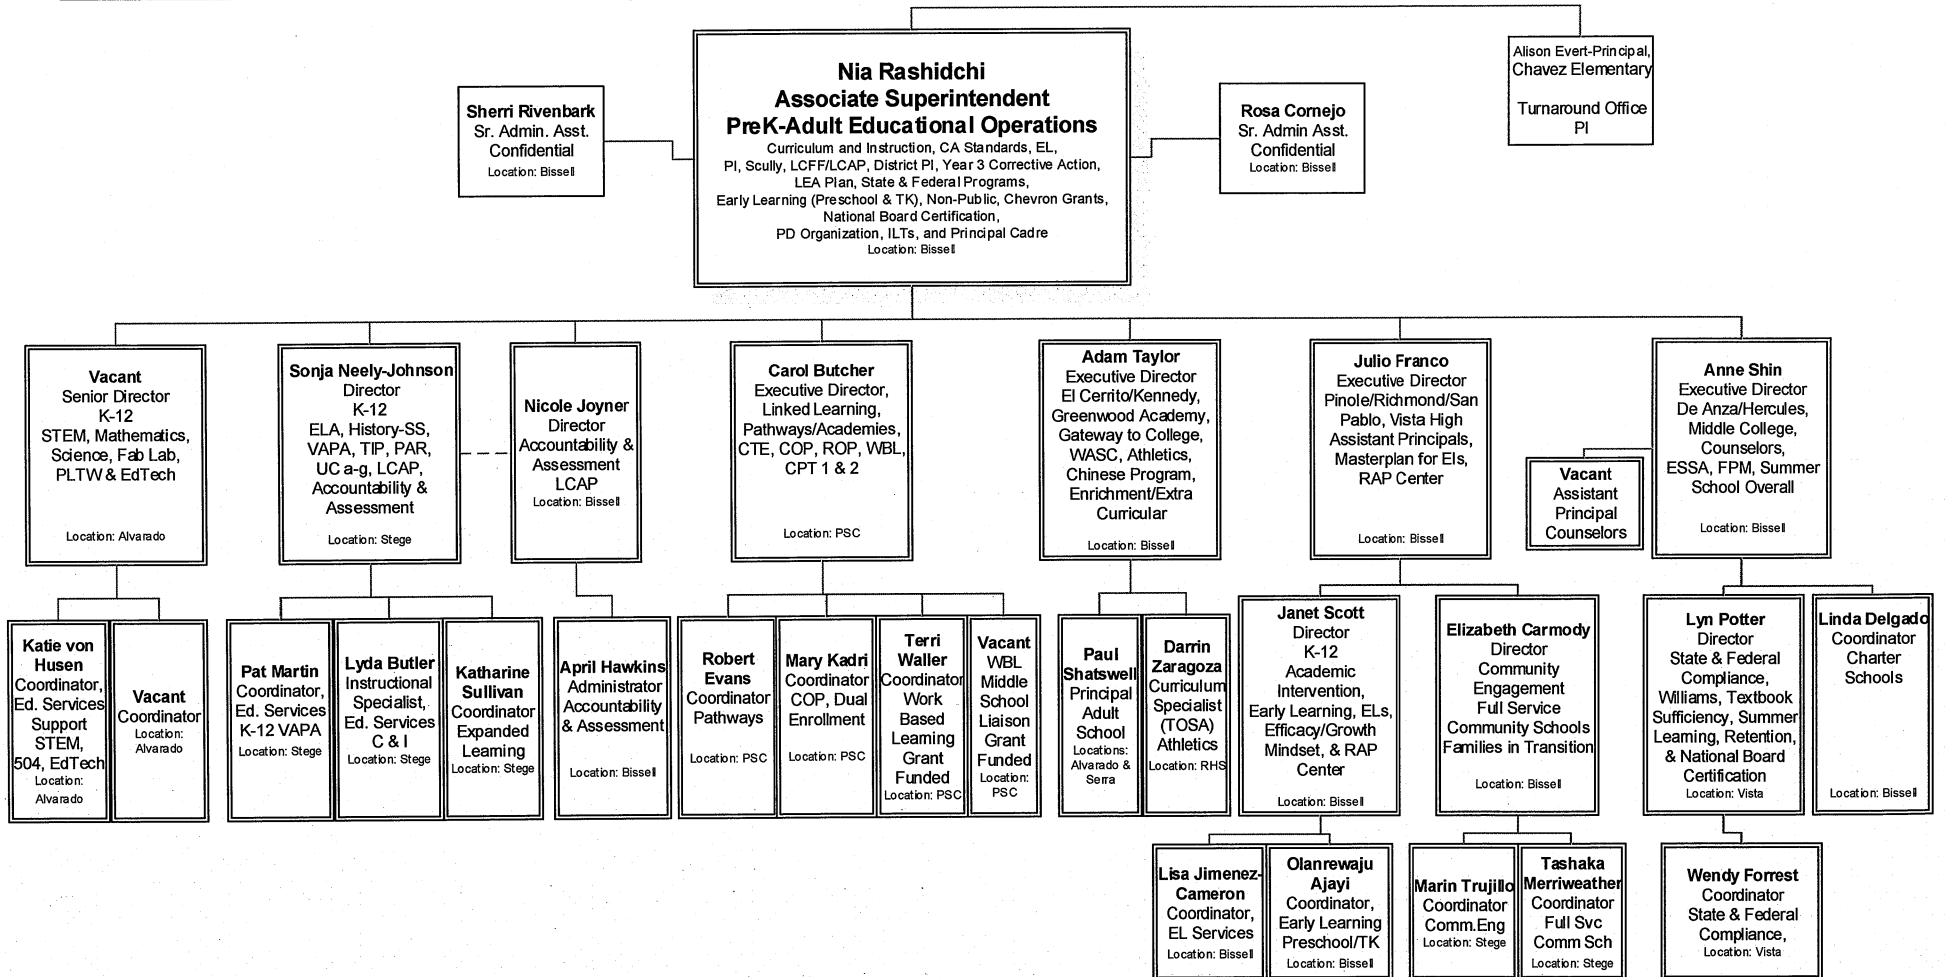 Nia Rashidchi
Associate Superintendent
PreK-Adult Educational Operations
Curriculum and Instruction, CA Standards, EL,
PI, Scully, LCFF/LCAP, District PI, Year 3 Corrective Action,
LEA Plan, State & Federal Programs,
Early Learning (Preschool & TK), Non-Public, Chevron Grants,
National Board Certification,
PD Organization, ILTs, and Principal Cadre
Location: Bissell
Sherri Rivenbark
Sr. Admin. Asst.
Confidential
Location: Bissell
Rosa Cornejo
Sr. Admin Asst.
Confidential
Location: Bissell
Alison Evert-Principal,
Chavez Elementary
Turnaround Office
PI
Vacant
Senior Director
K-12
STEM, Mathematics,
Science, Fab Lab,
PLTW & EdTech
Location: Alvarado
Sonja Neely-Johnson
Director
K-12
ELA, History-SS,
VAPA, TIP, PAR,
UC a-g, LCAP,
Accountability &
Assessment
Location: Stege
Nicole Joyner
Director
Accountability &
Assessment
LCAP
Location: Bissell
Carol Butcher
Executive Director,
Linked Learning,
Pathways/Academies,
CTE, COP, ROP, WBL,
CPT 1 & 2
Location: PSC
Adam Taylor
Executive Director
El Cerrito/Kennedy,
Greenwood Academy,
Gateway to College,
WASC, Athletics,
Chinese Program,
Enrichment/Extra
Curricular
Location: Bissell
Julio Franco
Executive Director
Pinole/Richmond/San
Pablo, Vista High
Assistant Principals,
Masterplan for Els,
RAP Center
Location: Bissell
Vacant
Assistant
Principal
Counselors
Anne Shin
Executive Director
De Anza/Hercules,
Middle College,
Counselors,
ESSA, FPM, Summer
School Overall
Location: Bissell
Katie von
Husen
Coordinator,
Ed. Services
Support
STEM,
504, EdTech
Location:
Alvarado
Vacant
Coordinator
Location:
Alvarado
Pat Martin
Coordinator,
Ed. Services
K-12 VAPA
Location: Stege
Lyda Butler
Instructional
Specialist,
Ed. Services
C & I
Location: Stege
Katharine
Sullivan
Coordinator
Expanded
Learning
Location: Stege
April Hawkins
Administrator
Accountability
& Assessment
Location: Bissell
Robert
Evans
Coordinator
Pathways
Location: PSC
Mary Kadri
Coordinator
COP, Dual
Enrollment
Location: PSC
Terri
Waller
Coordinator
Work
Based
Learning
Grant
Funded
Location: PSC
Vacant
WBL
Middle
School
Liaison
Grant
Funded
Location:
PSC
Paul
Shatswell
Principal
Adult
School
Locations:
Alvarado &
Serra
Darrin
Zaragoza
Curriculum
Specialist
(TOSA)
Athletics
Location: RHS
Janet Scott
Director
K-12
Academic
Intervention,
Early Learning, ELs,
Efficacy/Growth
Mindset, & RAP
Center
Location: Bissell
Elizabeth Carmody
Director
Community
Engagement
Full Service
Community Schools
Families in Transition
Location: Bissell
Lyn Potter
Director
State & Federal
Compliance,
Williams, Textbook
Sufficiency, Summer
Learning, Retention,
& National Board
Certification
Location: Vista
Linda Delgado
Coordinator
Charter
Schools
Location: Bissell
Lisa Jimenez-
Cameron
Coordinator,
EL Services
Location: Bissell
Olanrewaju
Ajayi
Coordinator,
Early Learning
Preschool/TK
Location: Bissell
Marin Trujillo
Coordinator
Comm.Eng
Location: Stege
Tashaka
Merriweather
Coordinator
Full Svc
Comm Sch
Location: Stege
Wendy Forrest
Coordinator
State & Federal
Compliance,
Location: Vista